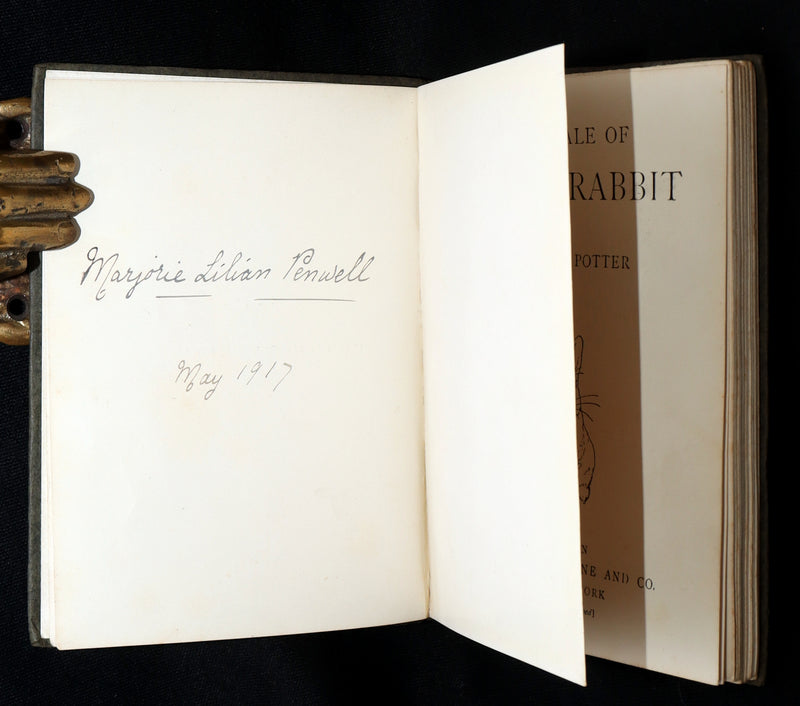 Marjorie Lilian Penwell
May 1917
ALE OF
RABBIT
POTTER
N
NE AND CO.
ORK